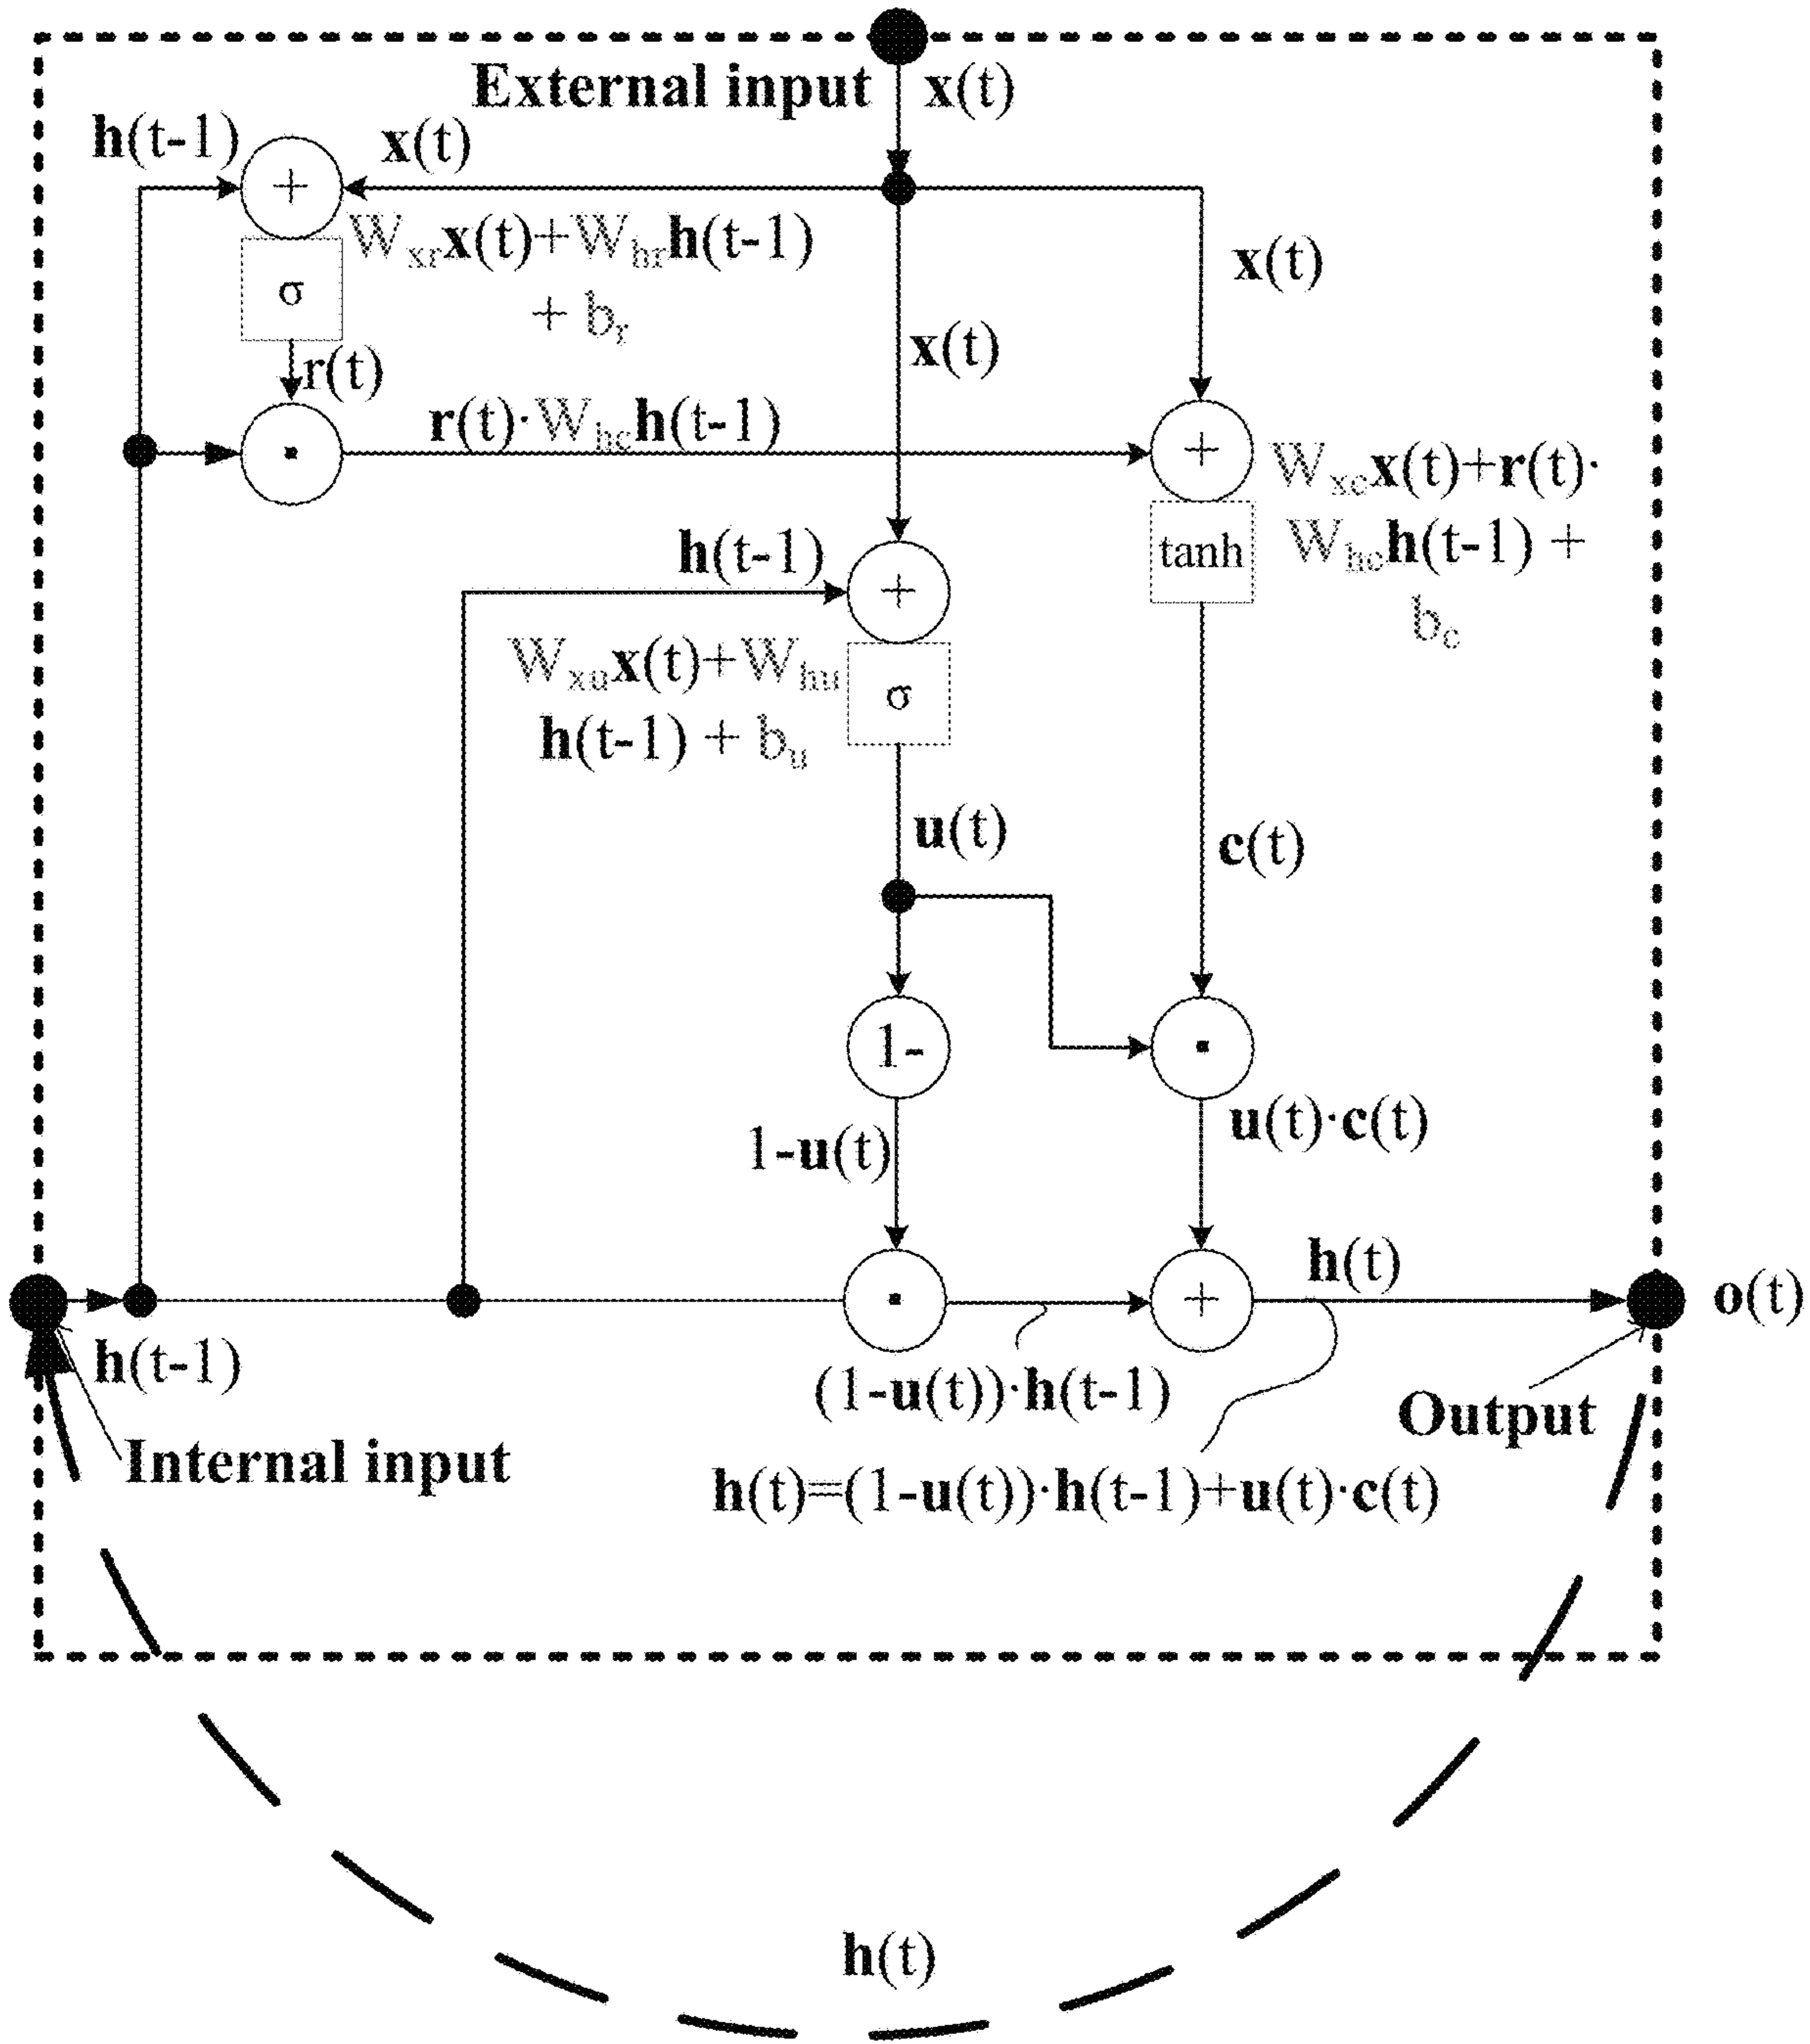 External input x(t)
h(t-1) x(t)
+
W_xr x(t)+W_hr h(t-1)
+ b_r
σ
x(t)
x(t)
r(t)
r(t)·W_hc h(t-1)
·
+
W_xc x(t)+r(t)·
W_hc h(t-1) +
b_c
tanh
h(t-1)
+
W_xu x(t)+W_hu
h(t-1) + b_u
σ
u(t)
c(t)
1-
·
1-u(t)
u(t)·c(t)
·
+
h(t)
o(t)
h(t-1)
(1-u(t))·h(t-1)
Output
Internal input
h(t)=(1-u(t))·h(t-1)+u(t)·c(t)
h(t)